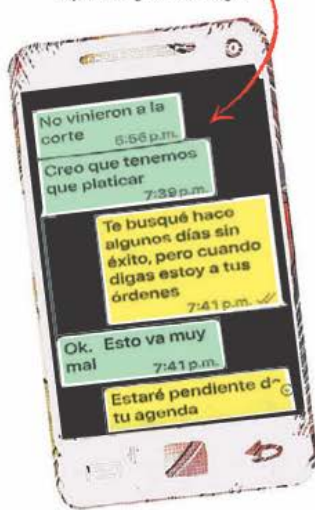 No vinieron a la
corte 6:56 p.m.
Creo que tenemos
que platicar
7:39 p.m.
Te busqué hace
algunos días sin
éxito, pero cuando
digas estoy a tus
órdenes
7:41 p.m.
Ok. Esto va muy
mal 7:41 p.m.
Estaré pendiente d
tu agenda